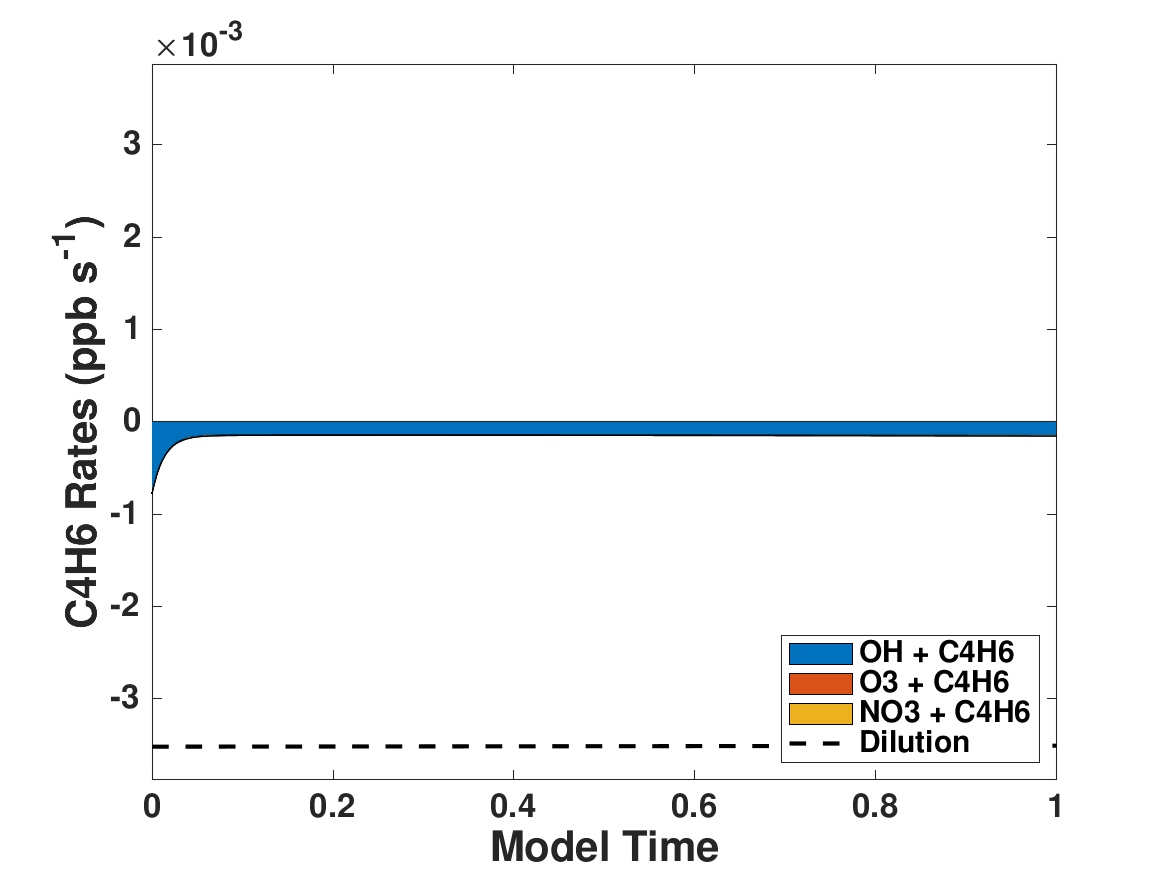 ×10-3
3
2
1
0
-1
-2
-3
C4H6 Rates (ppb s-1)
OH + C4H6
O3 + C4H6
NO3 + C4H6
Dilution
0 0.2 0.4 0.6 0.8 1
Model Time